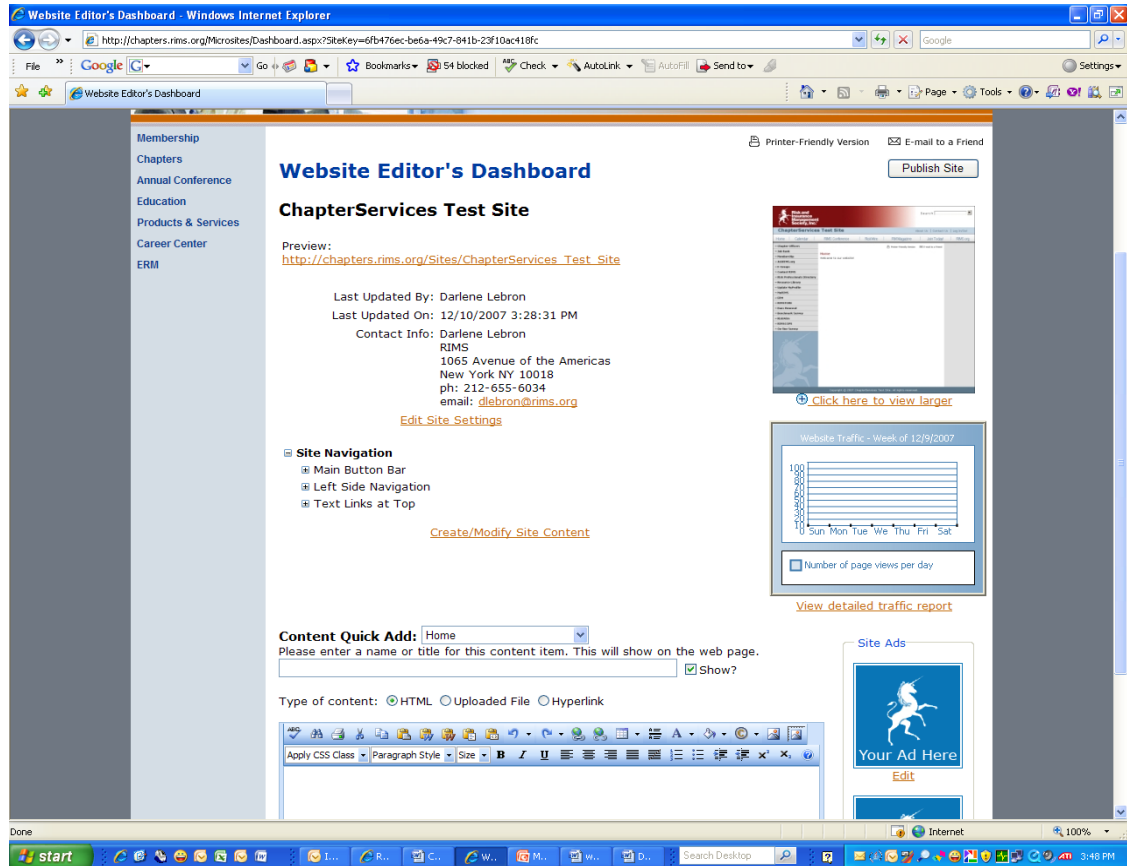 Website Editor's Dashboard - Windows Internet Explorer
http://chapters.rims.org/Microsites/Dashboard.aspx?SiteKey=6fb476ec-be6a-49c7-841b-23f10ac418fc
Google
File » Google G Go Bookmarks 54 blocked Check AutoLink AutoFill Send to Settings
Website Editor's Dashboard Page Tools
Printer-Friendly Version E-mail to a Friend
Membership
Chapters
Annual Conference
Education
Products & Services
Career Center
ERM
Website Editor's Dashboard
Publish Site
ChapterServices Test Site
Preview:
http://chapters.rims.org/Sites/ChapterServices_Test_Site
Last Updated By: Darlene Lebron
Last Updated On: 12/10/2007 3:28:31 PM
Contact Info: Darlene Lebron
RIMS
1065 Avenue of the Americas
New York NY 10018
ph: 212-655-6034
email: dlebron@rims.org
Edit Site Settings
Site Navigation
Main Button Bar
Left Side Navigation
Text Links at Top
Create/Modify Site Content
ChapterServices Test Site
Click here to view larger
Website Traffic - Week of 12/9/2007
100
90
80
70
60
50
40
30
20
10
0 Sun Mon Tue We Thu Fri Sat
Number of page views per day
View detailed traffic report
Content Quick Add: Home
Please enter a name or title for this content item. This will show on the web page.
Show?
Type of content: HTML Uploaded File Hyperlink
Apply CSS Class Paragraph Style Size B I U
Site Ads
Your Ad Here
Edit
Done Internet 100%
start I... R... C... W... M... w... D... Search Desktop 3:48 PM